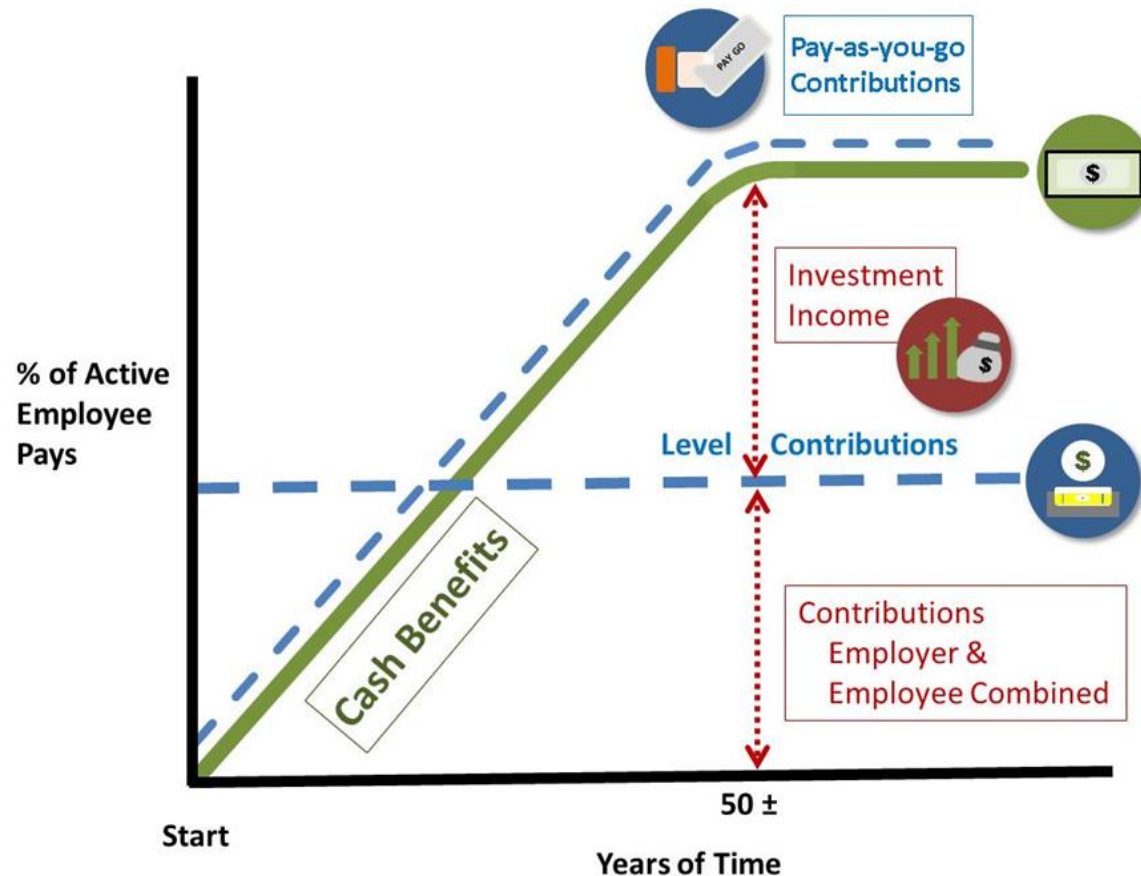 PAY GO
Pay-as-you-go
Contributions
$
Investment
Income
$
% of Active
Employee
Pays
Level Contributions
$
Cash Benefits
Contributions
Employer &
Employee Combined
50 ±
Start
Years of Time